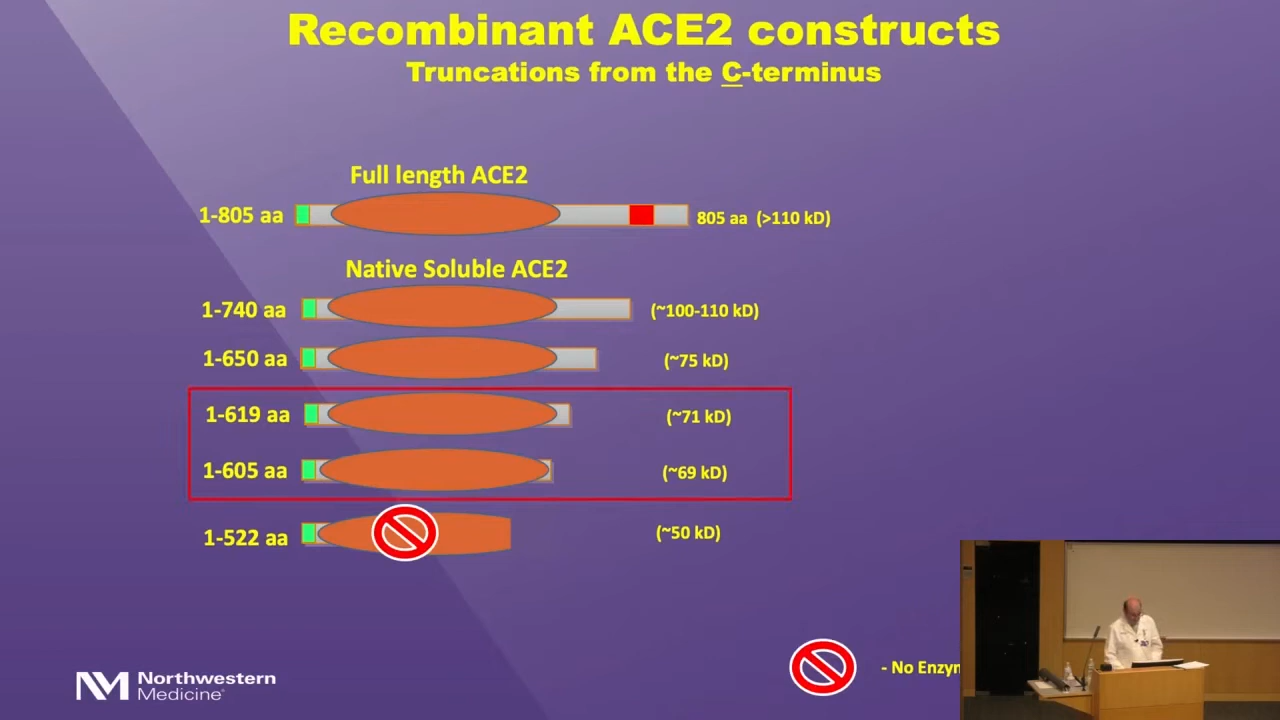 Recombinant ACE2 constructs
Truncations from the C-terminus
Full length ACE2
1-805 aa
805 aa (>110 kD)
Native Soluble ACE2
1-740 aa
(~100-110 kD)
1-650 aa
(~75 kD)
1-619 aa
(~71 kD)
1-605 aa
(~69 kD)
1-522 aa
(~50 kD)
- No Enzyn
NM Northwestern
Medicine®